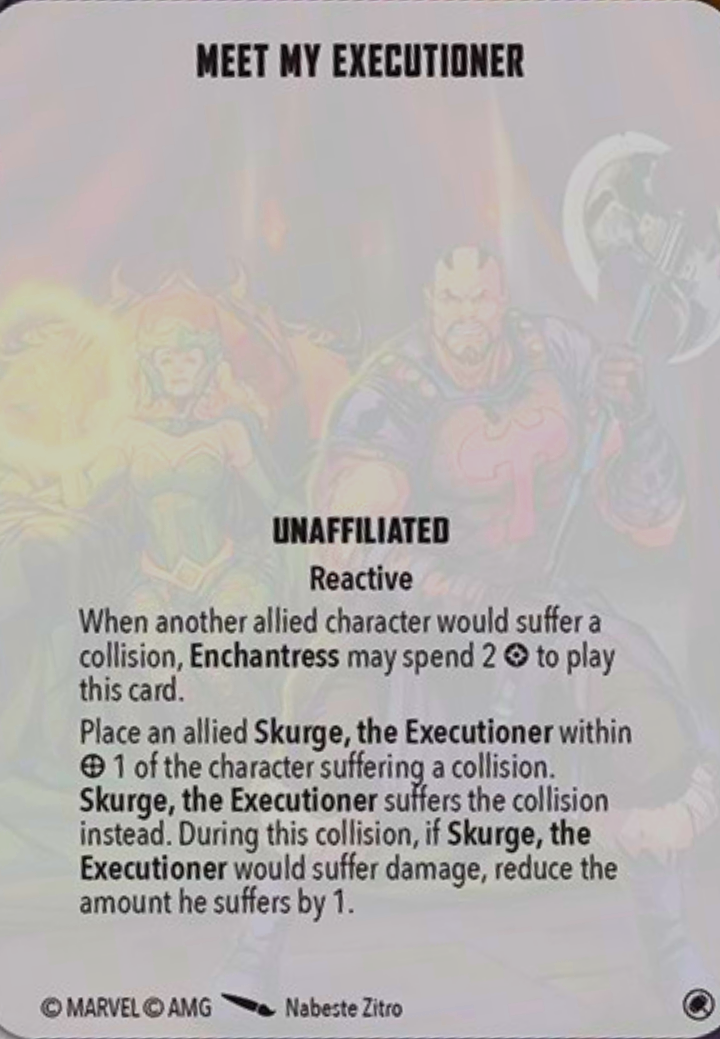 MEET MY EXECUTIONER
UNAFFILIATED
Reactive
When another allied character would suffer a
collision, Enchantress may spend 2 to play
this card.
Place an allied Skurge, the Executioner within
1 of the character suffering a collision.
Skurge, the Executioner suffers the collision
instead. During this collision, if Skurge, the
Executioner would suffer damage, reduce the
amount he suffers by 1.
© MARVEL © AMG Nabeste Zitro